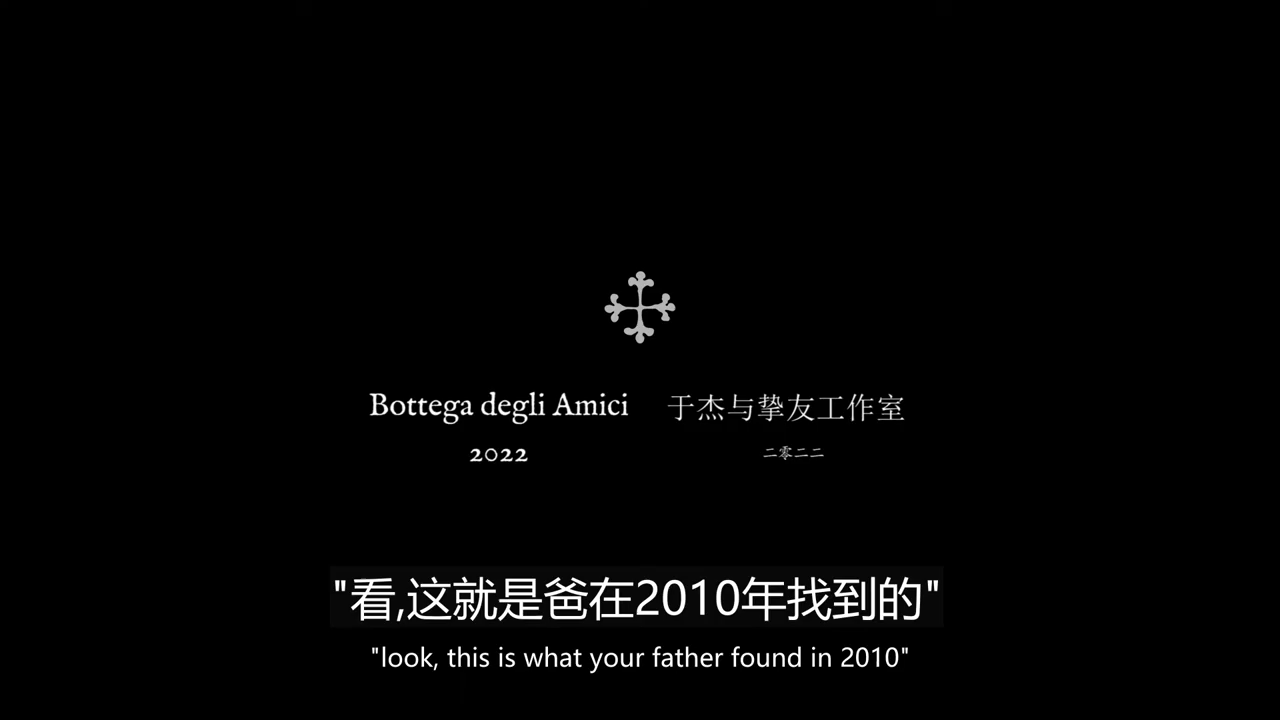 Bottega degli Amici 于杰与挚友工作室
2022 二零二二
"看,这就是爸在2010年找到的"
"look, this is what your father found in 2010"